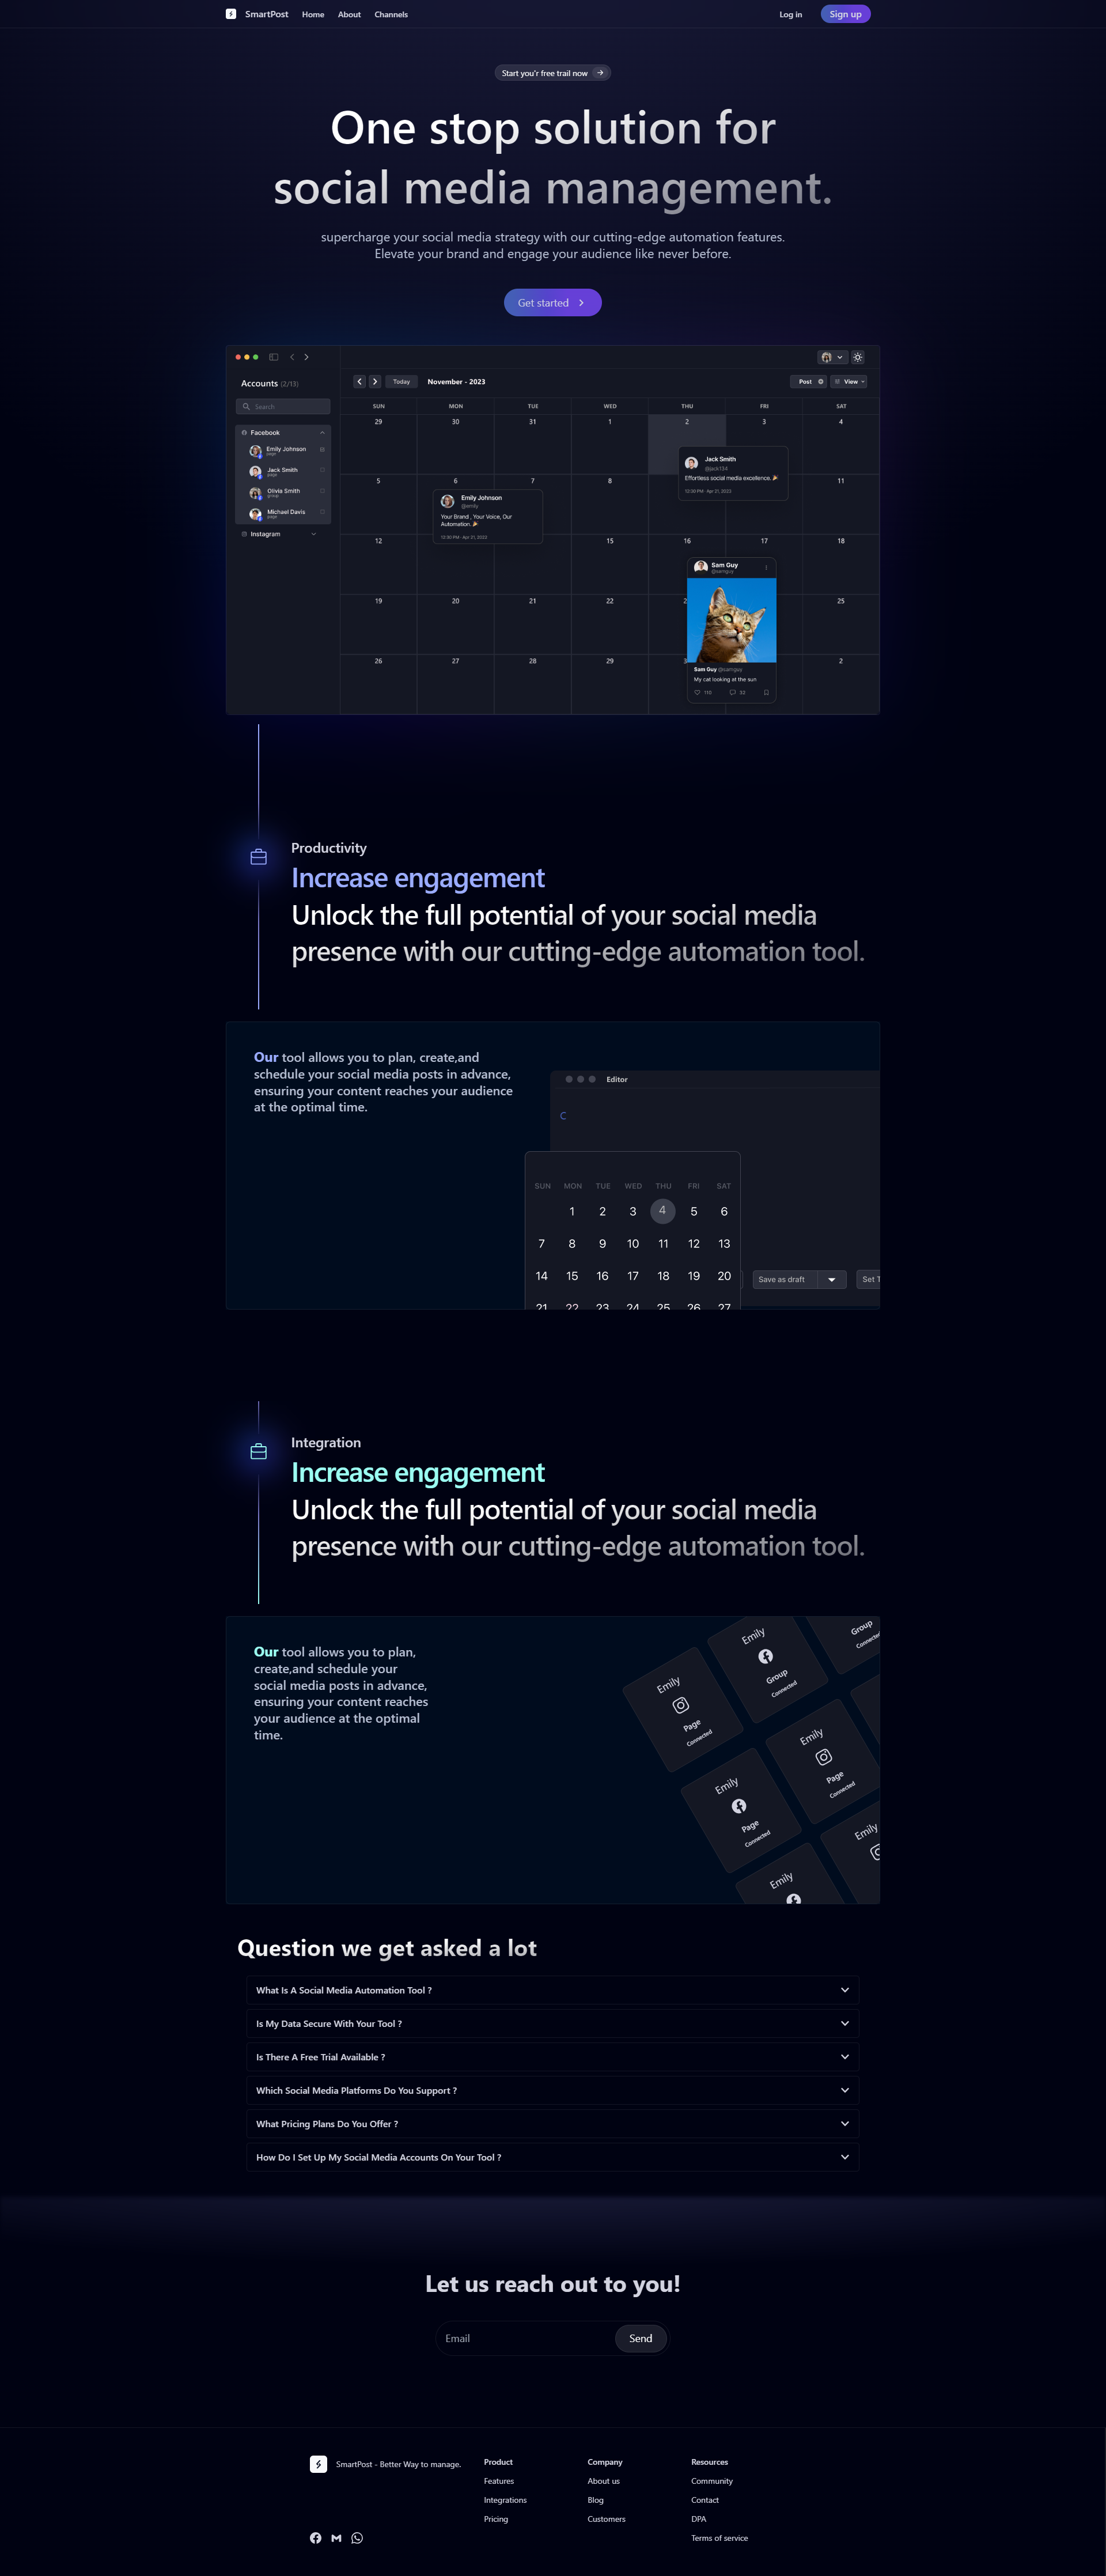 SmartPost Home About Channels Log in Sign up
Start you'r free trail now
One stop solution for
social media management.
supercharge your social media strategy with our cutting-edge automation features.
Elevate your brand and engage your audience like never before.
Get started
Accounts (2/13)
Search
Facebook
Emily Johnson
page
Jack Smith
page
Olivia Smith
group
Michael Davis
page
Instagram
Today November - 2023 Post View
SUN MON TUE WED THU FRI SAT
29 30 31 1 2 3 4
Jack Smith
@jack134
Effortless social media excellence. 🎉
12:30 PM · Apr 21, 2023
5 6 7 8 11
Emily Johnson
@emily
Your Brand , Your Voice, Our
Automation. 🎉
12:30 PM · Apr 21, 2023
12 15 16 17 18
Sam Guy
@samguy
19 20 21 22 2 25
26 27 28 29 3 2
Sam Guy @samguy
My cat looking at the sun
110 32
Productivity
Increase engagement
Unlock the full potential of your social media
presence with our cutting-edge automation tool.
Our tool allows you to plan, create,and
schedule your social media posts in advance,
ensuring your content reaches your audience
at the optimal time.
Editor
C
SUN MON TUE WED THU FRI SAT
1 2 3 4 5 6
7 8 9 10 11 12 13
14 15 16 17 18 19 20
21 22 23 24 25 26 27
Save as draft Set T
Integration
Increase engagement
Unlock the full potential of your social media
presence with our cutting-edge automation tool.
Our tool allows you to plan,
create,and schedule your
social media posts in advance,
ensuring your content reaches
your audience at the optimal
time.
Emily
Page
Connected
Emily
Group
Connected
Group
Connected
Emily
Page
Connected
Emily
Page
Connected
Emily
Emily
Question we get asked a lot
What Is A Social Media Automation Tool ?
Is My Data Secure With Your Tool ?
Is There A Free Trial Available ?
Which Social Media Platforms Do You Support ?
What Pricing Plans Do You Offer ?
How Do I Set Up My Social Media Accounts On Your Tool ?
Let us reach out to you!
Email Send
SmartPost - Better Way to manage.
Product
Features
Integrations
Pricing
Company
About us
Blog
Customers
Resources
Community
Contact
DPA
Terms of service